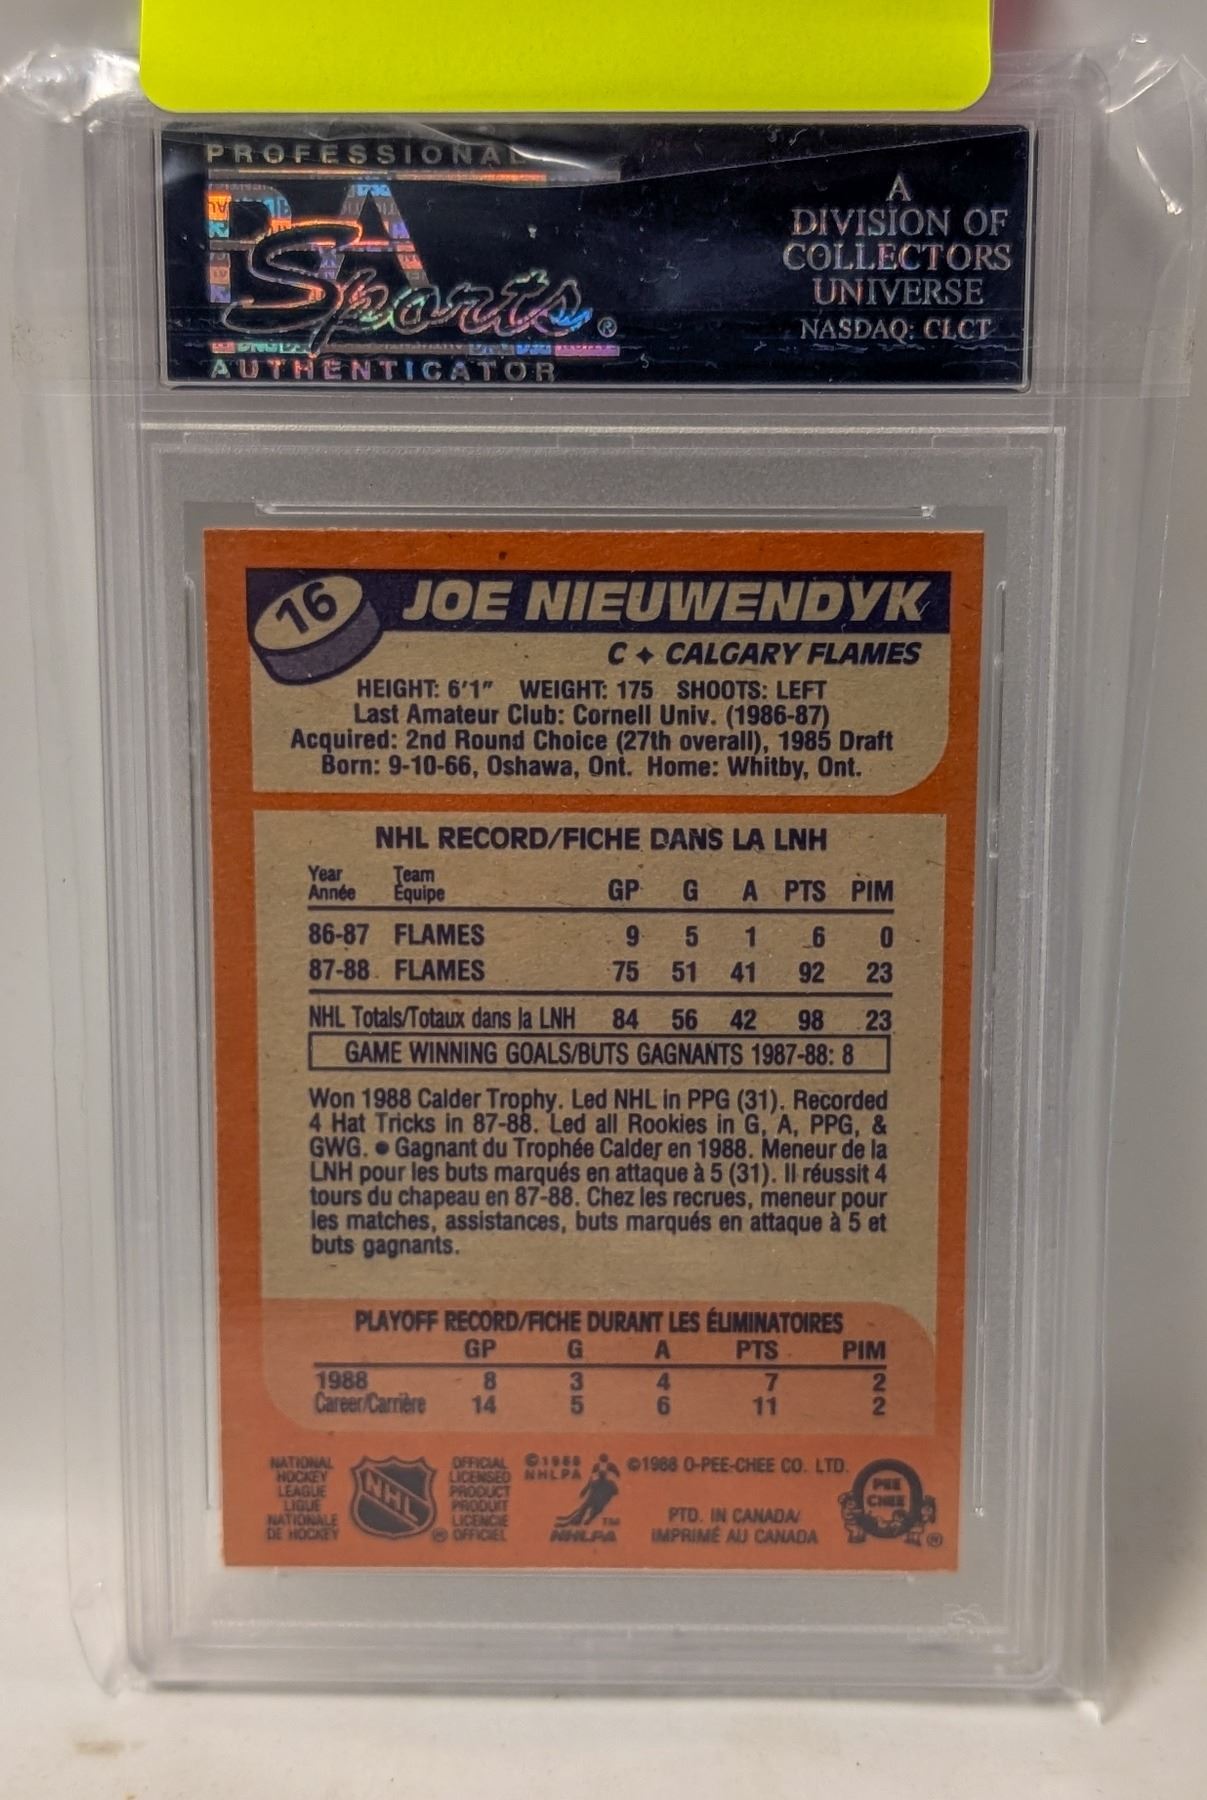 PROFESSIONAL
PSA
Sports®
AUTHENTICATOR
A
DIVISION OF
COLLECTORS
UNIVERSE
NASDAQ: CLCT
16
JOE NIEUWENDYK
C ✦ CALGARY FLAMES
HEIGHT: 6'1" WEIGHT: 175 SHOOTS: LEFT
Last Amateur Club: Cornell Univ. (1986-87)
Acquired: 2nd Round Choice (27th overall), 1985 Draft
Born: 9-10-66, Oshawa, Ont. Home: Whitby, Ont.
NHL RECORD/FICHE DANS LA LNH
Year Team
Année Équipe GP G A PTS PIM
86-87 FLAMES 9 5 1 6 0
87-88 FLAMES 75 51 41 92 23
NHL Totals/Totaux dans la LNH 84 56 42 98 23
GAME WINNING GOALS/BUTS GAGNANTS 1987-88: 8
Won 1988 Calder Trophy. Led NHL in PPG (31). Recorded
4 Hat Tricks in 87-88. Led all Rookies in G, A, PPG, &
GWG. ● Gagnant du Trophée Calder en 1988. Meneur de la
LNH pour les buts marqués en attaque à 5 (31). Il réussit 4
tours du chapeau en 87-88. Chez les recrues, meneur pour
les matches, assistances, buts marqués en attaque à 5 et
buts gagnants.
PLAYOFF RECORD/FICHE DURANT LES ÉLIMINATOIRES
GP G A PTS PIM
1988 8 3 4 7 2
Career/Carrière 14 5 6 11 2
NATIONAL
HOCKEY
LEAGUE
LIGUE
NATIONALE
DE HOCKEY
NHL
®
OFFICIAL
LICENSED
PRODUCT
PRODUIT
LICENCIE
OFFICIEL
©1988
NHLPA
TM
NHLPA
©1988 O-PEE-CHEE CO. LTD.
PTD. IN CANADA/
IMPRIMÉ AU CANADA
PEE
CHEE
®